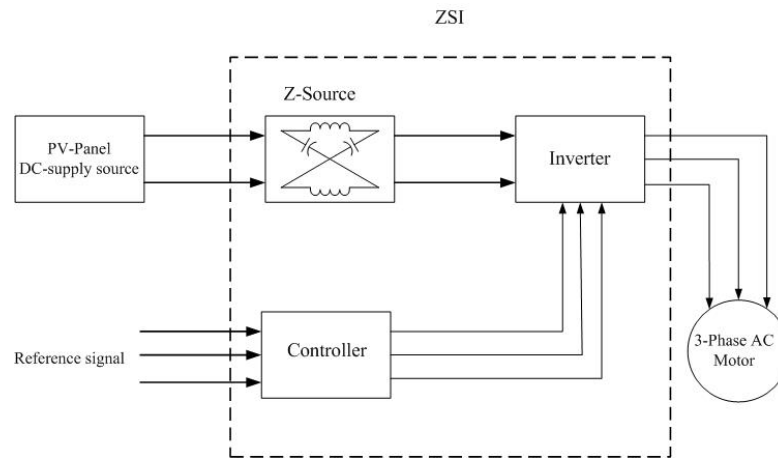 ZSI
Z-Source
PV-Panel
DC-supply source
Inverter
Reference signal
Controller
3-Phase AC
Motor